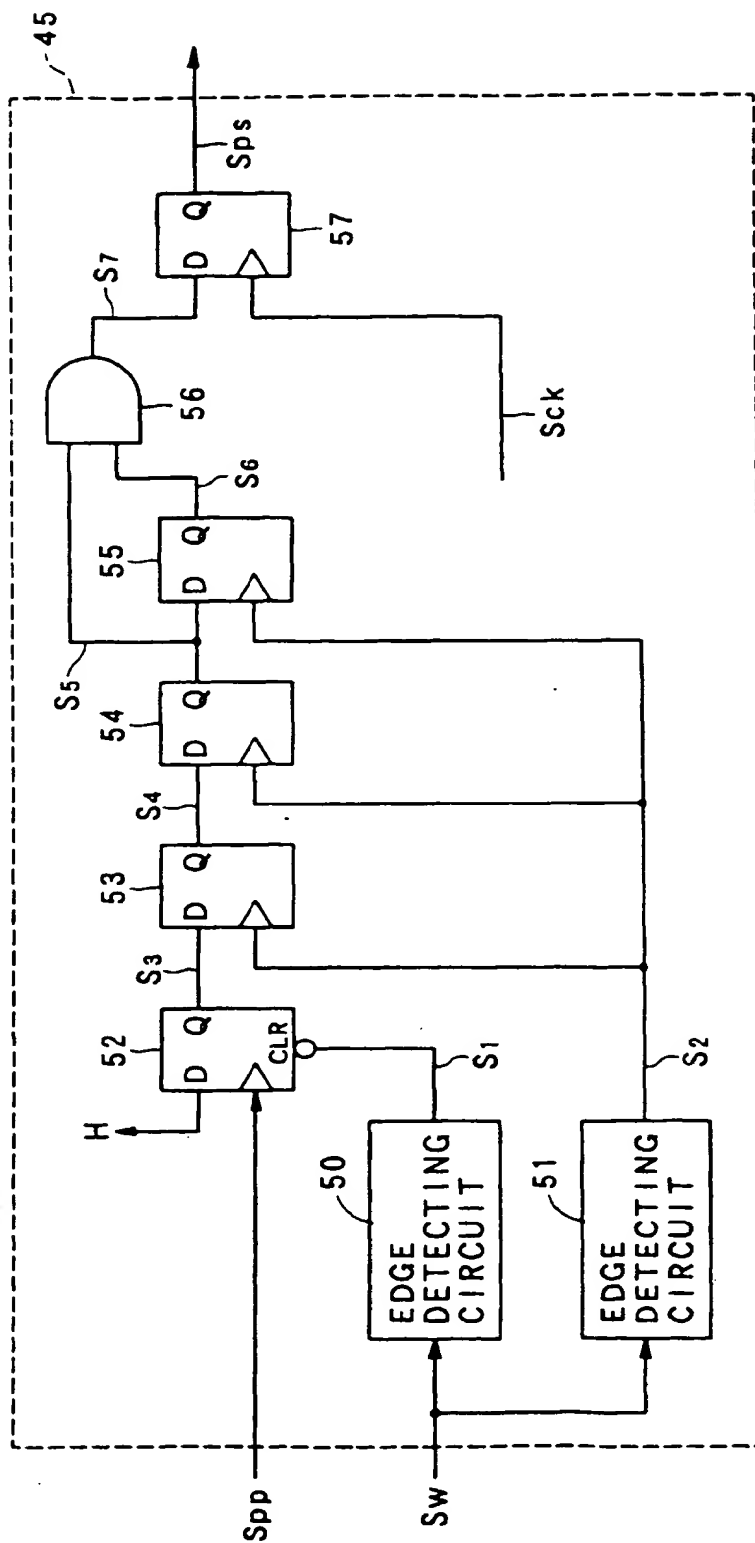 45
Spp
Sw
H
52
D
Q
CLR
S3
53
D
Q
S4
54
D
Q
S5
55
D
Q
S6
56
S7
D
Q
57
Sps
Sck
50
EDGE
DETECTING
CIRCUIT
S1
51
EDGE
DETECTING
CIRCUIT
S2